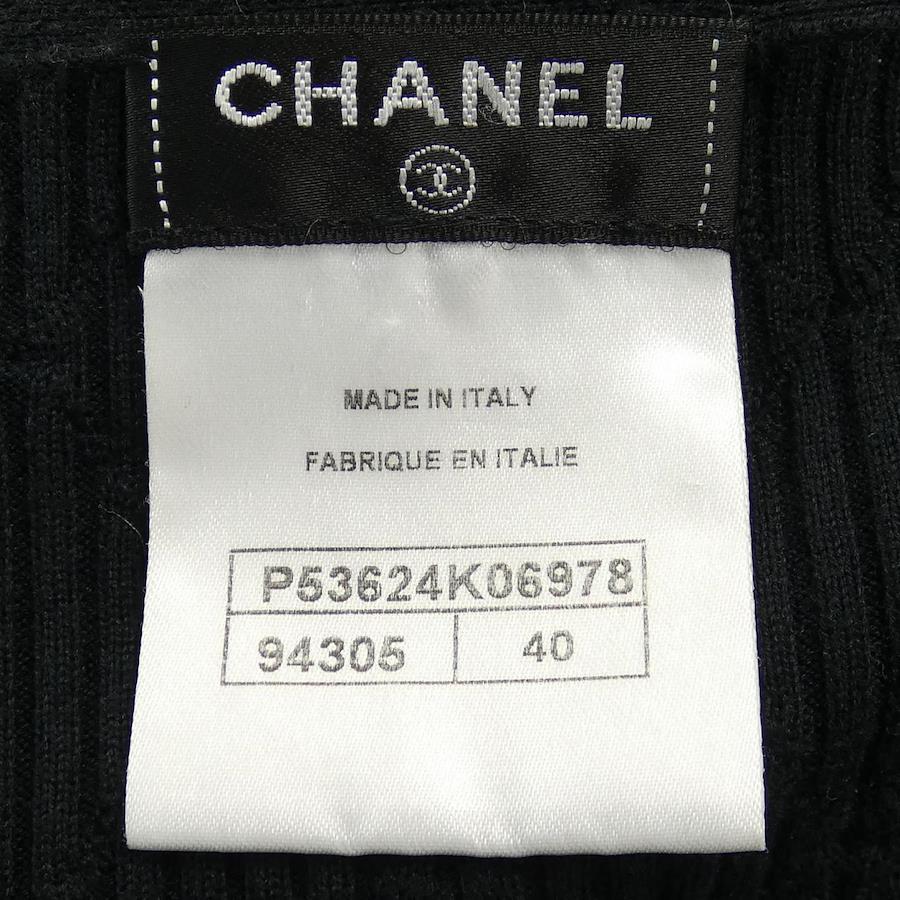 CHANEL
MADE IN ITALY
FABRIQUE EN ITALIE
P53624K06978
94305 40